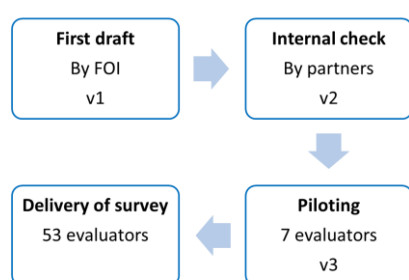 First draft
By FOI
v1
Internal check
By partners
v2
Piloting
7 evaluators
v3
Delivery of survey
53 evaluators